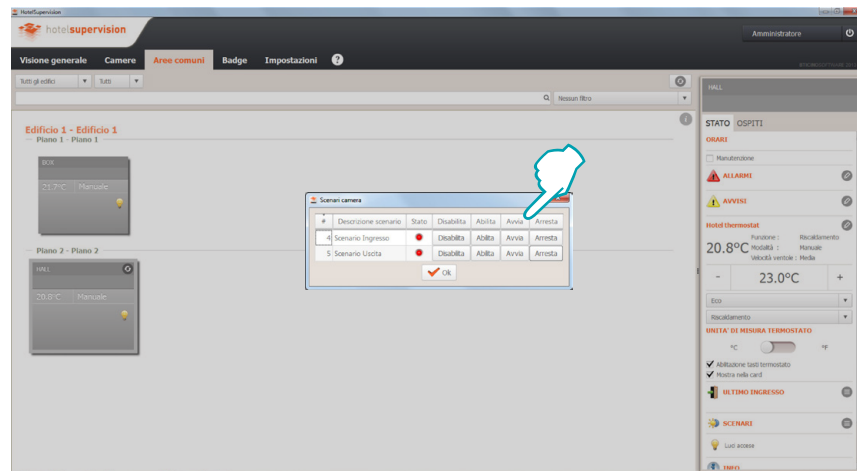 HotelSupervision
hotelsupervision
Amministratore
Visione generale Camere Aree comuni Badge Impostazioni ?
Tutti gli edifici Tutti
Nessun filtro
HALL
Edificio 1 - Edificio 1
Piano 1 - Piano 1
BOX
21.7°C Manuale
Piano 2 - Piano 2
HALL
20.8°C Manuale
Scenari camera
# Descrizione scenario Stato Disabilita Abilita Avvia Arresta
4 Scenario Ingresso Disabilita Abilita Avvia Arresta
5 Scenario Uscita Disabilita Abilita Avvia Arresta
Ok
STATO OSPITI
ORARI
Manutenzione
ALLARMI
AVVISI
Hotel thermostat
Funzione : Riscaldamento
20.8°C Modalità : Manuale
Velocità ventole : Media
- 23.0°C +
Eco
Riscaldamento
UNITA' DI MISURA TERMOSTATO
°C °F
Abilitazione tasti termostato
Mostra nella card
ULTIMO INGRESSO
SCENARI
Luci accese
INFO